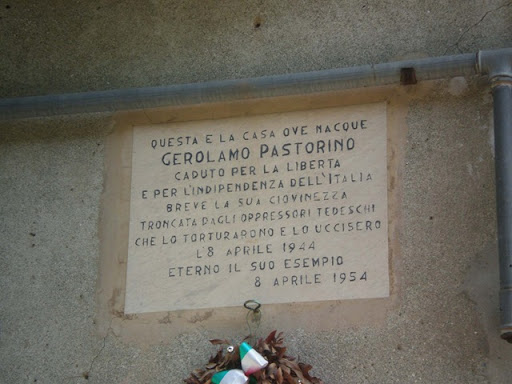 QUESTA E LA CASA OVE NACQUE
GEROLAMO PASTORINO
CADUTO PER LA LIBERTA
E PER L'INDIPENDENZA DELL'ITALIA
BREVE LA SUA GIOVINEZZA
TRONCATA DAGLI OPPRESSORI TEDESCHI
CHE LO TORTURARONO E LO UCCISERO
L'8 APRILE 1944
ETERNO IL SUO ESEMPIO
8 APRILE 1954